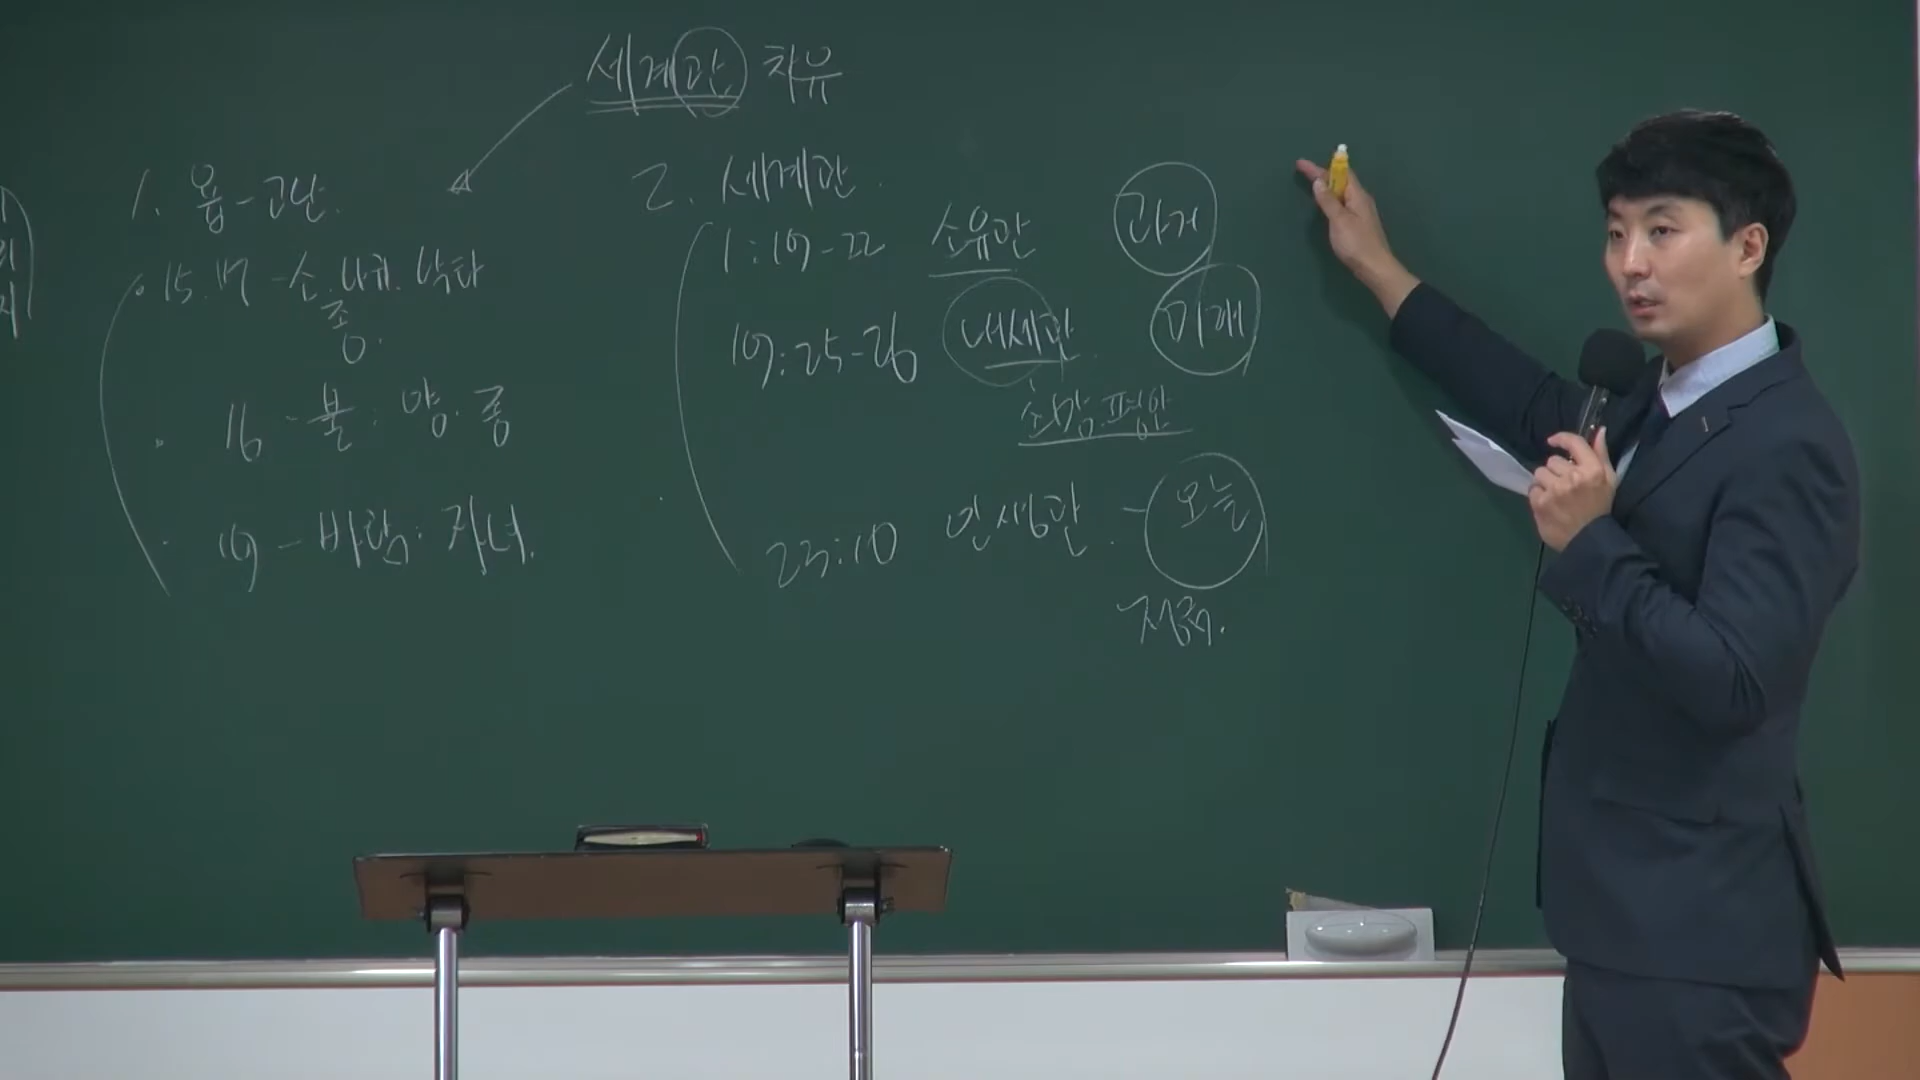 세계관 치유
1. 욥-고난.
15.17 - 소.나귀.낙타
종.
16 - 불: 양.종
19 - 바람: 자녀.
2. 세계관.
1:19-22 소유관 과거
19:25-26 내세관. 미래
소망.평안
23:10 인생관. - 오늘